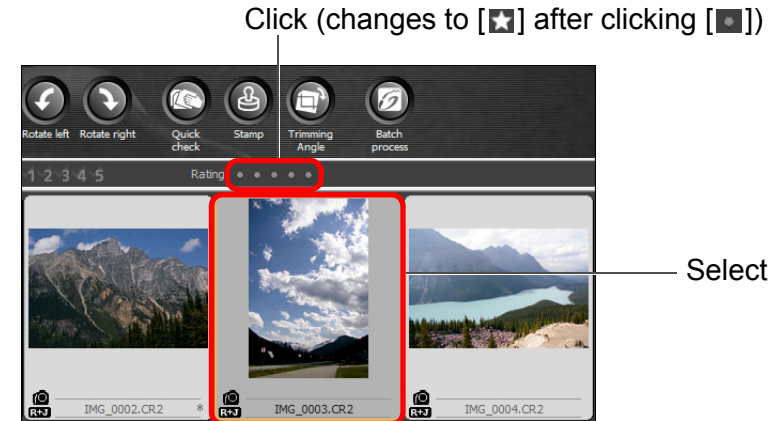 Click (changes to [★] after clicking [●])
Rotate left Rotate right Quick check Stamp Trimming Angle Batch process
1 2 3 4 5 Rating
Select
R+J IMG_0002.CR2 * R+J IMG_0003.CR2 R+J IMG_0004.CR2